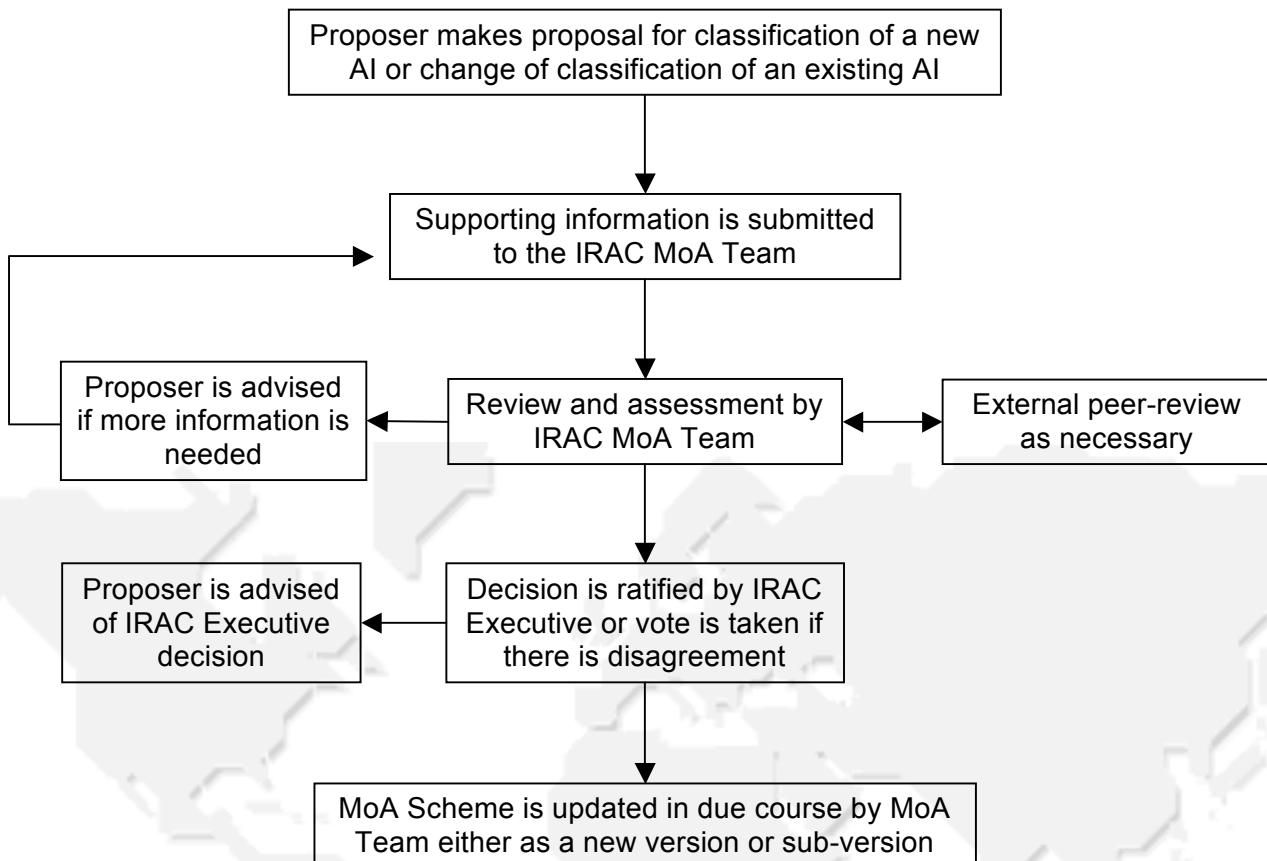 Proposer makes proposal for classification of a new
AI or change of classification of an existing AI
Supporting information is submitted
to the IRAC MoA Team
Proposer is advised
if more information is
needed
Review and assessment by
IRAC MoA Team
External peer-review
as necessary
Proposer is advised
of IRAC Executive
decision
Decision is ratified by IRAC
Executive or vote is taken if
there is disagreement
MoA Scheme is updated in due course by MoA
Team either as a new version or sub-version